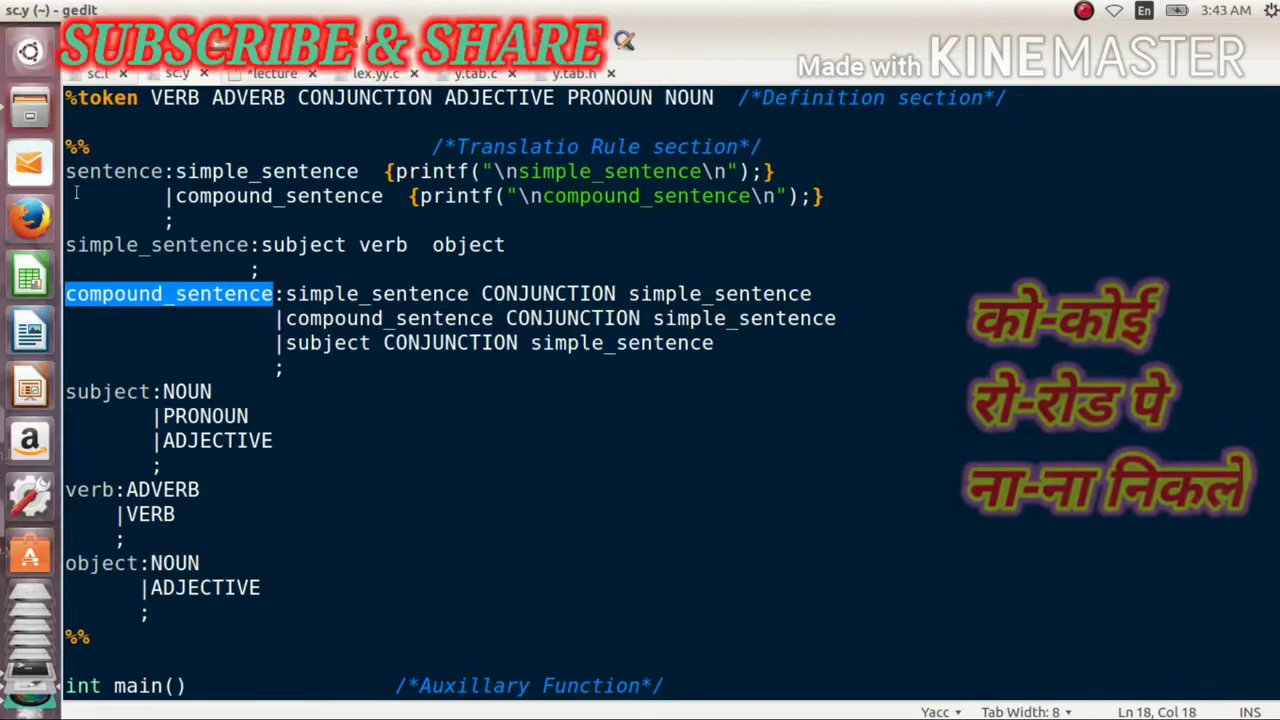 sc.y (~) - gedit
En
3:43 AM
SUBSCRIBE & SHARE
Made with KINEMASTER
sc.l
sc.y
*lecture
lex.yy.c
y.tab.c
y.tab.h
%token VERB ADVERB CONJUNCTION ADJECTIVE PRONOUN NOUN /*Definition section*/
%% /*Translatio Rule section*/
sentence:simple_sentence {printf("\nsimple_sentence\n");}
|compound_sentence {printf("\ncompound_sentence\n");}
;
simple_sentence:subject verb object
;
compound_sentence:simple_sentence CONJUNCTION simple_sentence
|compound_sentence CONJUNCTION simple_sentence
|subject CONJUNCTION simple_sentence
;
subject:NOUN
|PRONOUN
|ADJECTIVE
;
verb:ADVERB
|VERB
;
object:NOUN
|ADJECTIVE
;
%%
int main() /*Auxillary Function*/
को-कोई
रो-रोड पे
ना-ना निकले
Yacc
Tab Width: 8
Ln 18, Col 18
INS